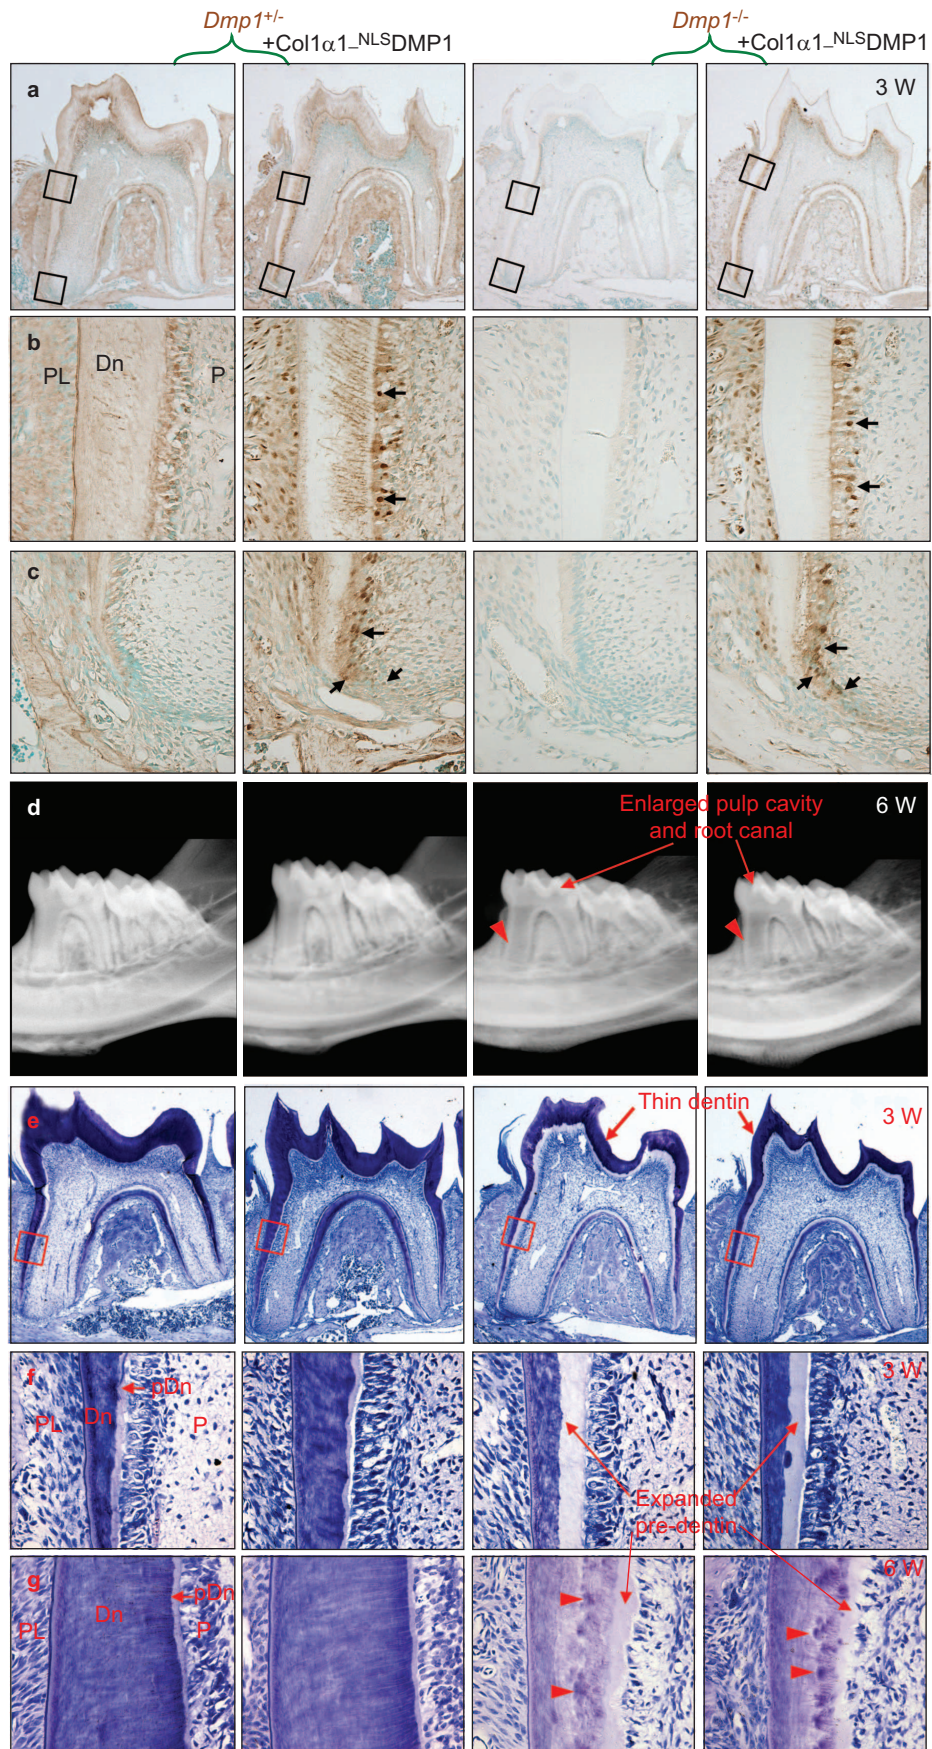 Dmp1+/-
+Col1α1_NLSDMP1
Dmp1-/-
+Col1α1_NLSDMP1
a
3 W
b
PL
Dn
P
c
d
Enlarged pulp cavity
and root canal
6 W
e
Thin dentin
3 W
f
pDn
PL
Dn
P
3 W
Expanded
pre-dentin
g
pDn
Dn
PL
P
6 W